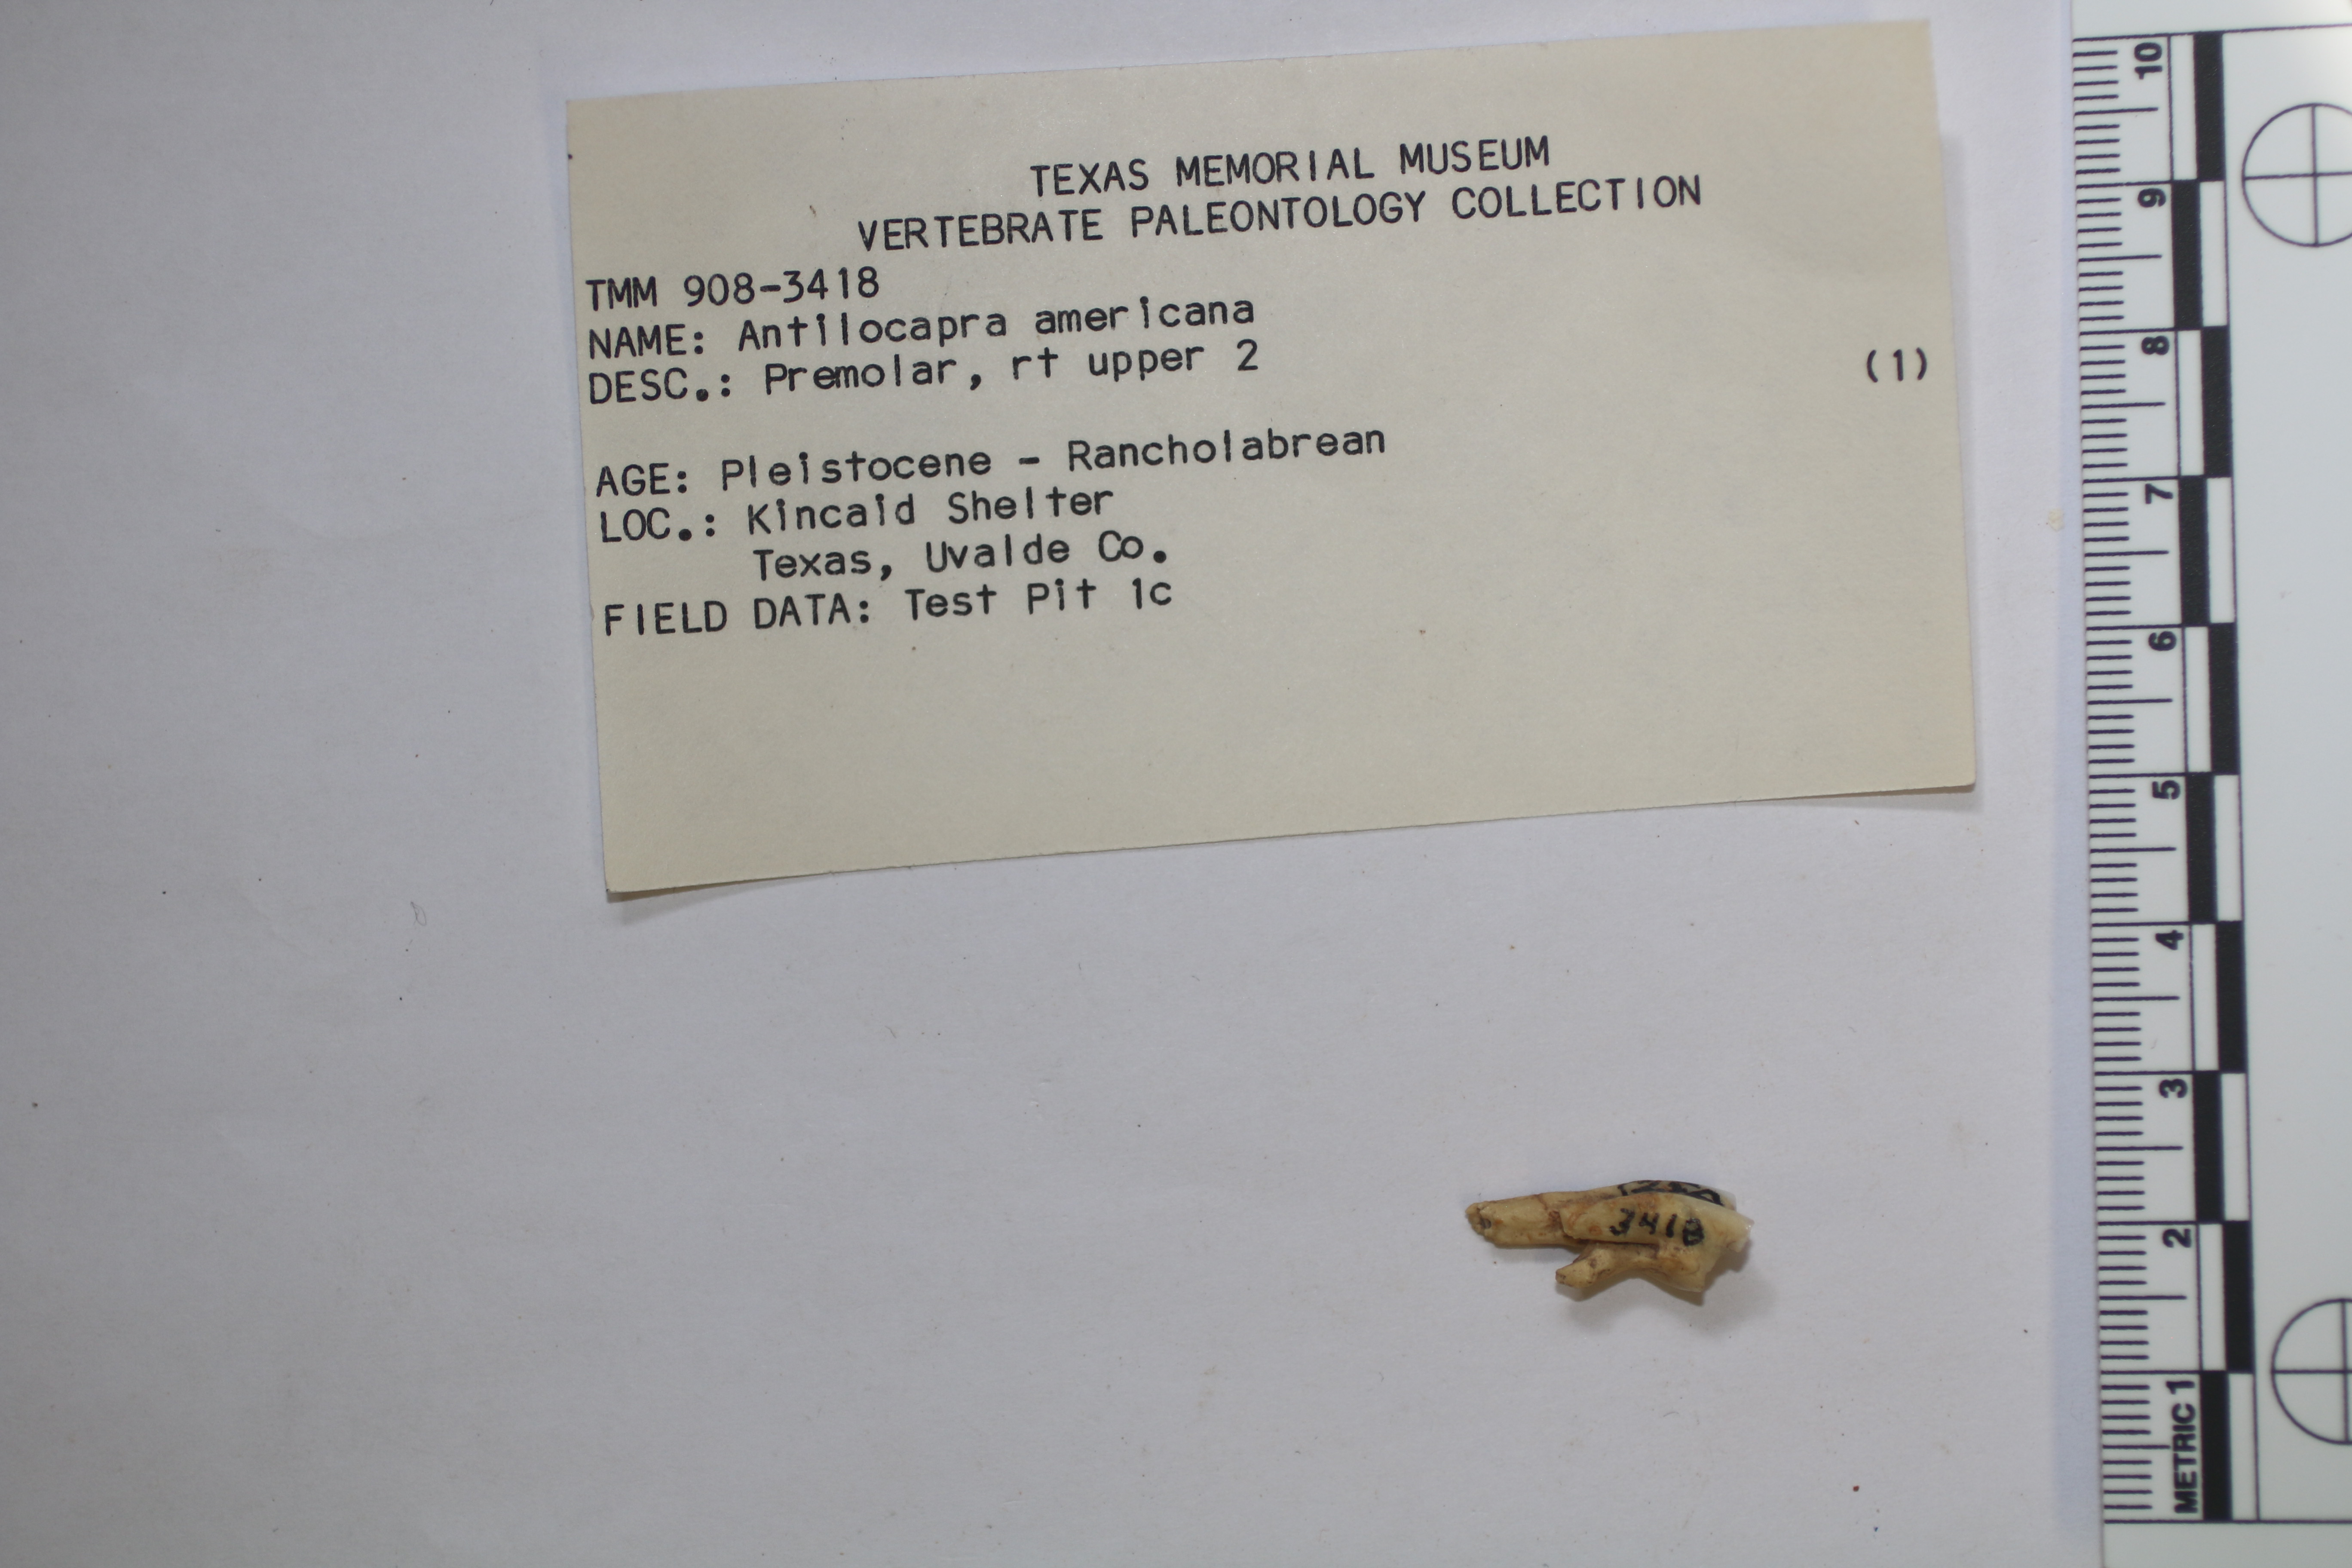 TEXAS MEMORIAL MUSEUM
VERTEBRATE PALEONTOLOGY COLLECTION
TMM 908-3418
NAME: Antilocapra americana
DESC.: Premolar, rt upper 2 (1)
AGE: Pleistocene - Rancholabrean
LOC.: Kincaid Shelter
Texas, Uvalde Co.
FIELD DATA: Test Pit 1c
3418
10
9
8
7
6
5
4
3
2
METRIC 1